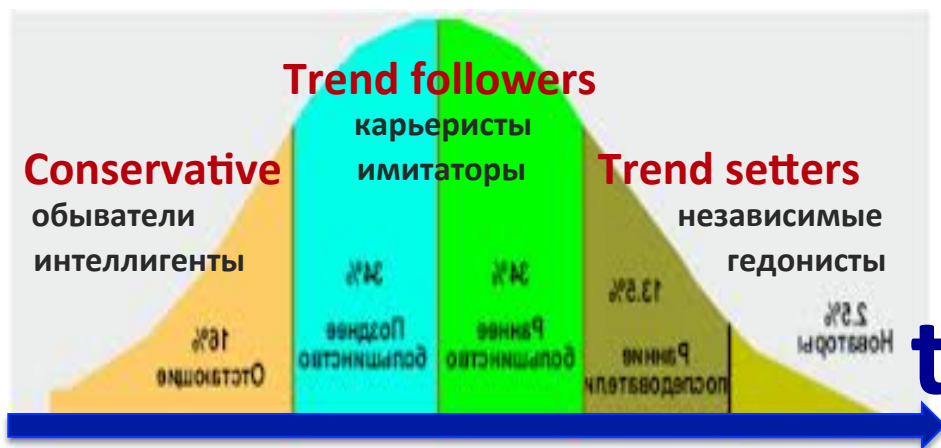 Trend followers
карьеристы
имитаторы
Conservative
обыватели
интеллигенты
Trend setters
независимые
гедонисты
16%
Отстающие
34%
Позднее
большинство
34%
Раннее
большинство
13.5%
Ранние
последователи
2.5%
Новаторы
t